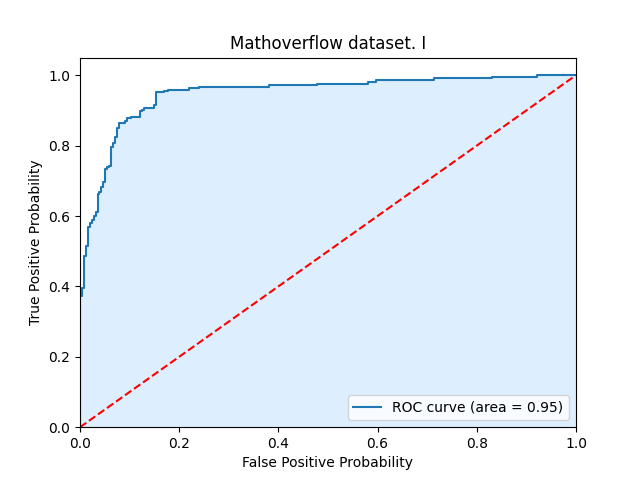 Mathoverflow dataset. I
True Positive Probability
1.0
0.8
0.6
0.4
0.2
0.0
ROC curve (area = 0.95)
0.0 0.2 0.4 0.6 0.8 1.0
False Positive Probability